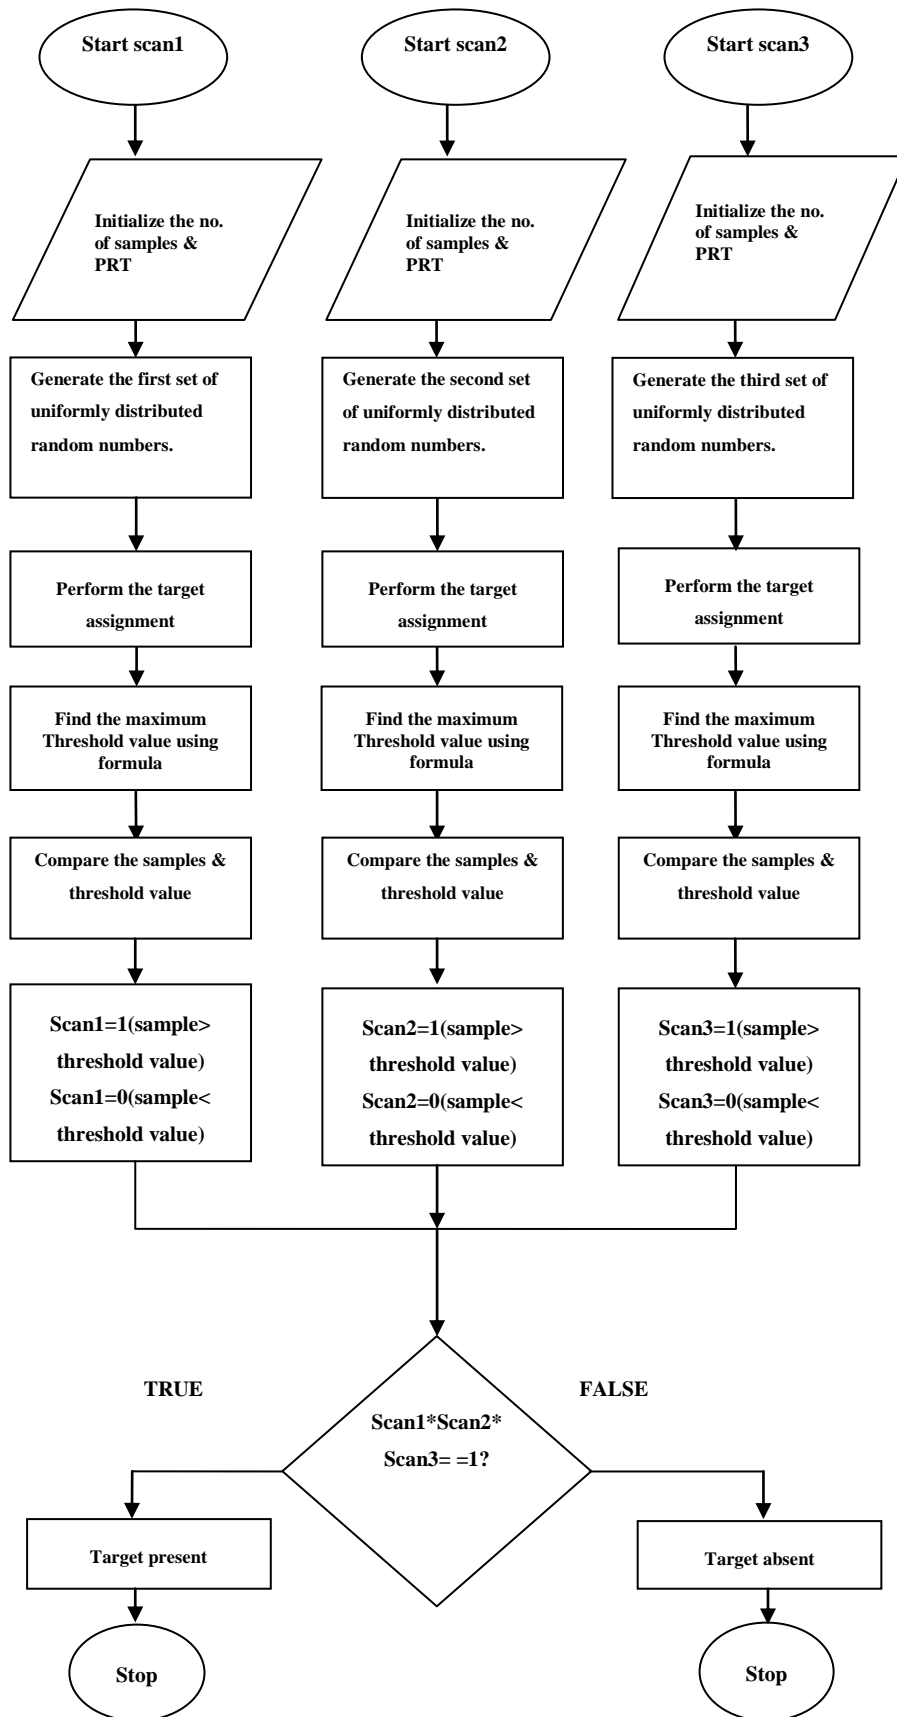 Start scan1
Start scan2
Start scan3
Initialize the no.
of samples &
PRT
Initialize the no.
of samples &
PRT
Initialize the no.
of samples &
PRT
Generate the first set of
uniformly distributed
random numbers.
Generate the second set
of uniformly distributed
random numbers.
Generate the third set of
uniformly distributed
random numbers.
Perform the target
assignment
Perform the target
assignment
Perform the target
assignment
Find the maximum
Threshold value using
formula
Find the maximum
Threshold value using
formula
Find the maximum
Threshold value using
formula
Compare the samples &
threshold value
Compare the samples &
threshold value
Compare the samples &
threshold value
Scan1=1(sample>
threshold value)
Scan1=0(sample<
threshold value)
Scan2=1(sample>
threshold value)
Scan2=0(sample<
threshold value)
Scan3=1(sample>
threshold value)
Scan3=0(sample<
threshold value)
TRUE
FALSE
Scan1*Scan2*
Scan3= =1?
Target present
Target absent
Stop
Stop